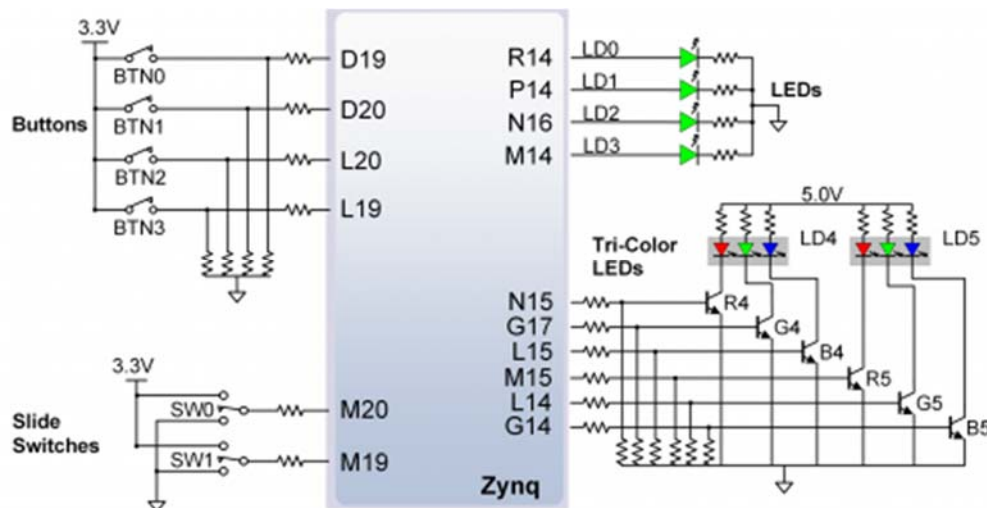 3.3V
BTN0
BTN1
BTN2
BTN3
Buttons
D19
D20
L20
L19
R14
P14
N16
M14
LD0
LD1
LD2
LD3
LEDs
5.0V
LD4
LD5
Tri-Color
LEDs
N15
G17
L15
M15
L14
G14
R4
G4
B4
R5
G5
B5
3.3V
SW0
SW1
Slide
Switches
M20
M19
Zynq